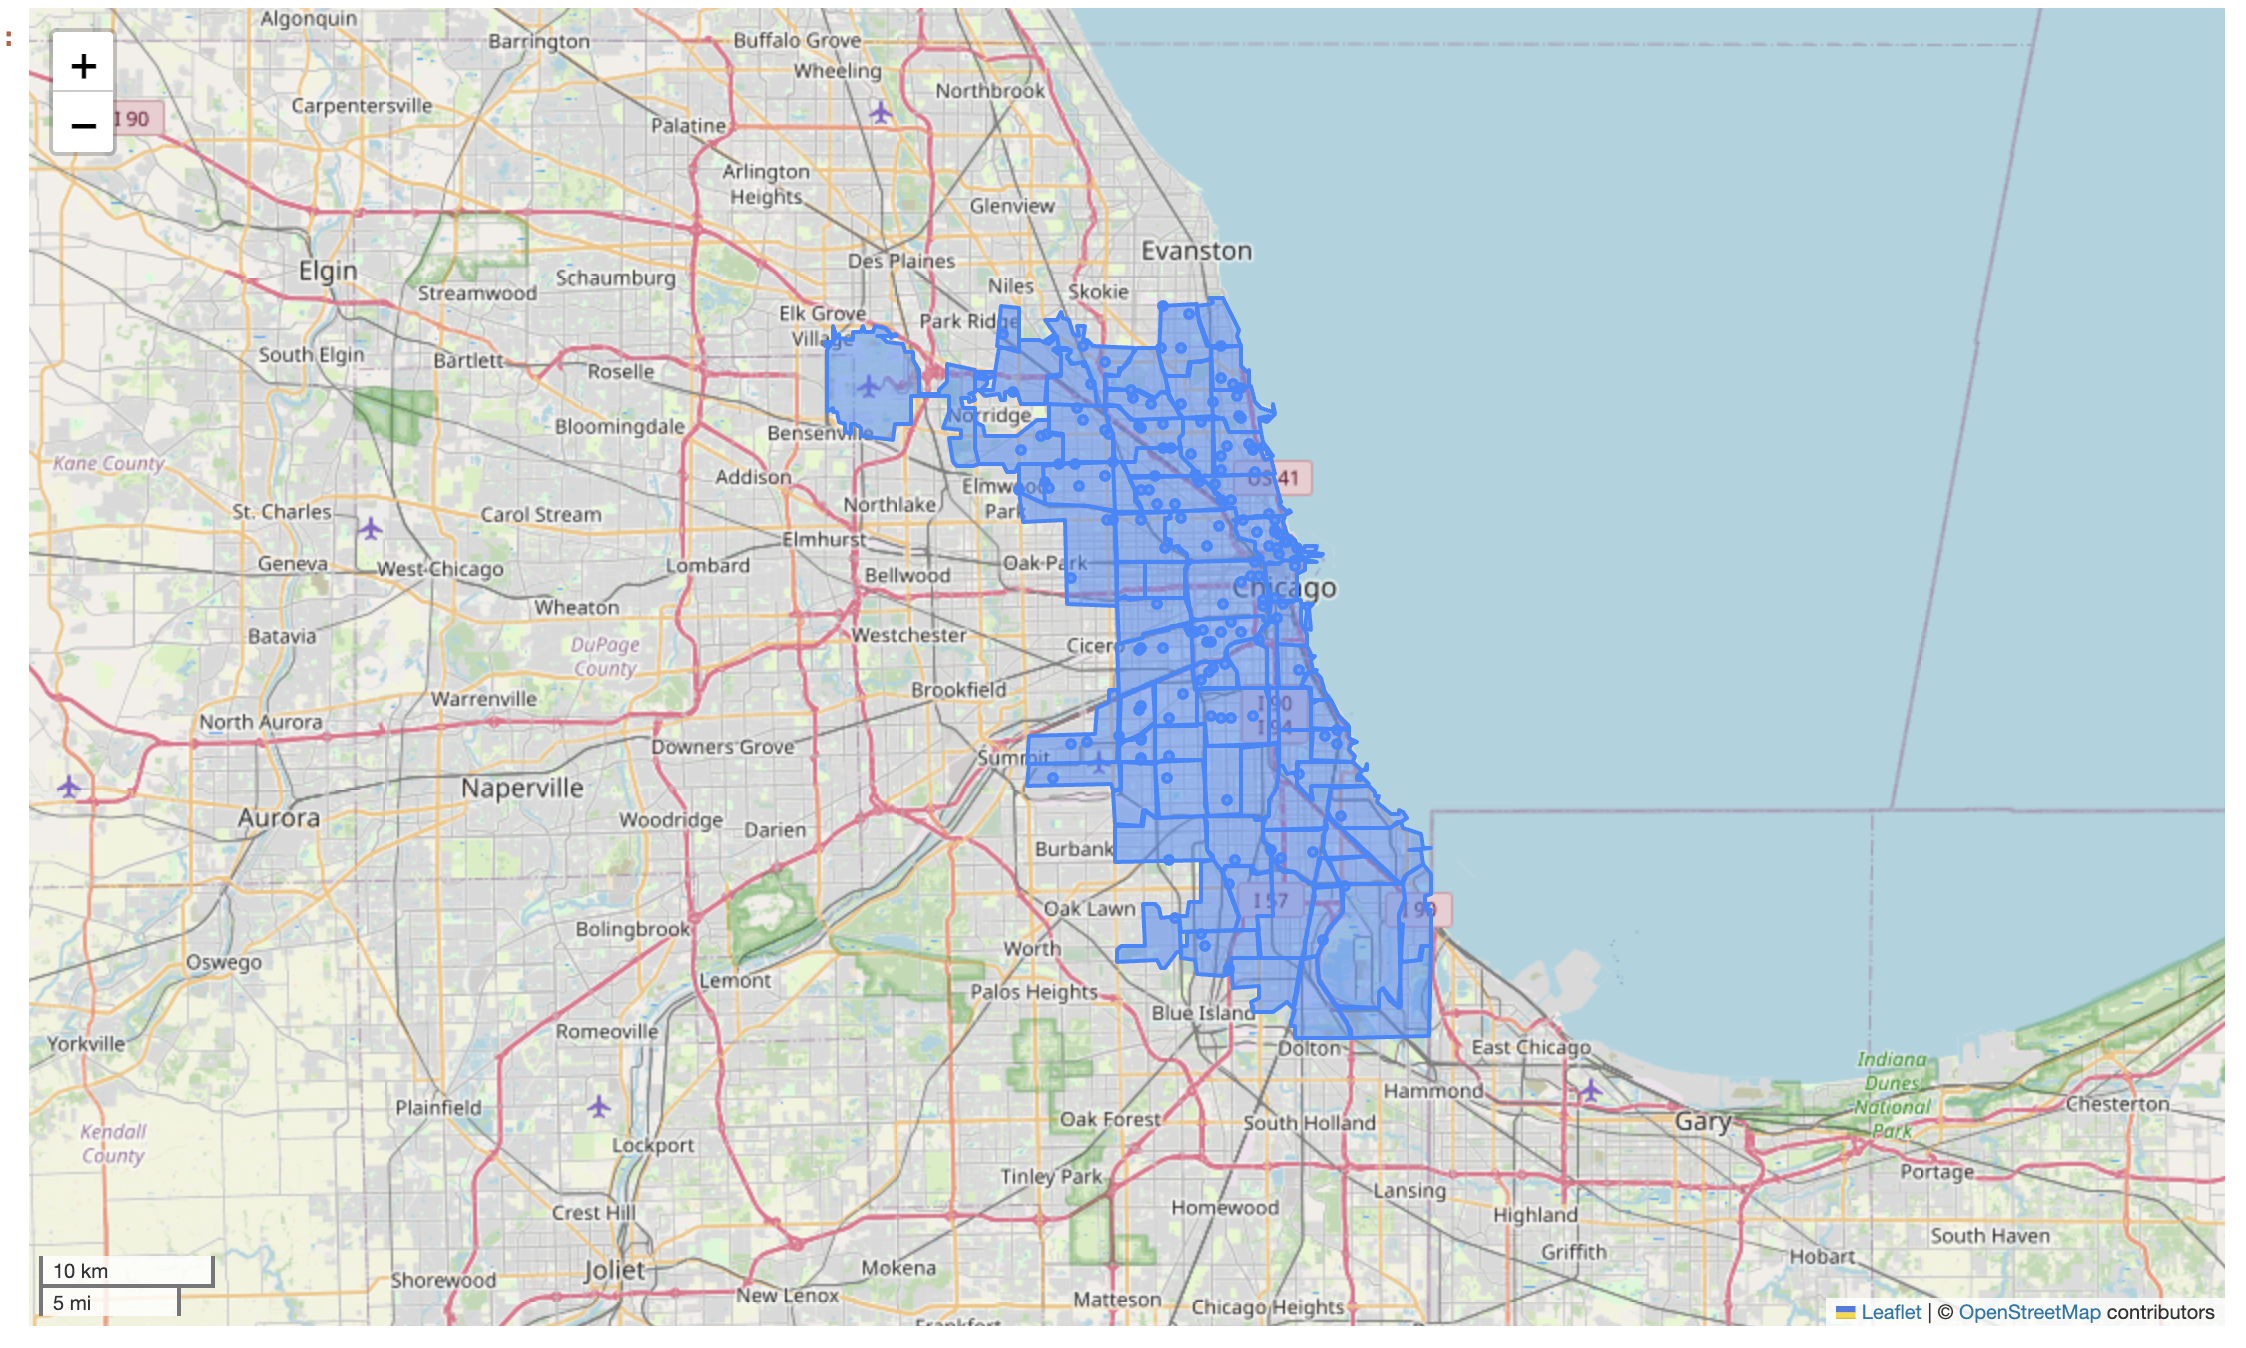 :
+
−
Algonquin
Barrington
Buffalo Grove
Wheeling
Northbrook
Carpentersville
I 90
Palatine
Arlington
Heights
Glenview
Evanston
Des Plaines
Elgin
Schaumburg
Streamwood
Niles
Skokie
Elk Grove
Village
Park Ridge
South Elgin
Bartlett
Roselle
Norridge
Bloomingdale
Bensenville
Kane County
Addison
US 41
Elmwood
Park
Northlake
St. Charles
Carol Stream
Elmhurst
Geneva
West Chicago
Lombard
Oak Park
Bellwood
Chicago
Wheaton
Batavia
DuPage
County
Westchester
Cicero
Brookfield
Warrenville
I 90
I 94
North Aurora
Downers Grove
Summit
Naperville
Aurora
Woodridge
Darien
Burbank
I 57
I 90
Oak Lawn
Bolingbrook
Worth
Oswego
Lemont
Palos Heights
Blue Island
Romeoville
Yorkville
Dolton
East Chicago
Indiana
Dunes
National
Park
Hammond
Plainfield
Chesterton
Oak Forest
South Holland
Gary
Kendall
County
Lockport
Tinley Park
Portage
Lansing
Crest Hill
Homewood
Highland
South Haven
Griffith
Hobart
10 km
Joliet
Mokena
Shorewood
5 mi
New Lenox
Matteson
Chicago Heights
Frankfort
Leaflet | © OpenStreetMap contributors